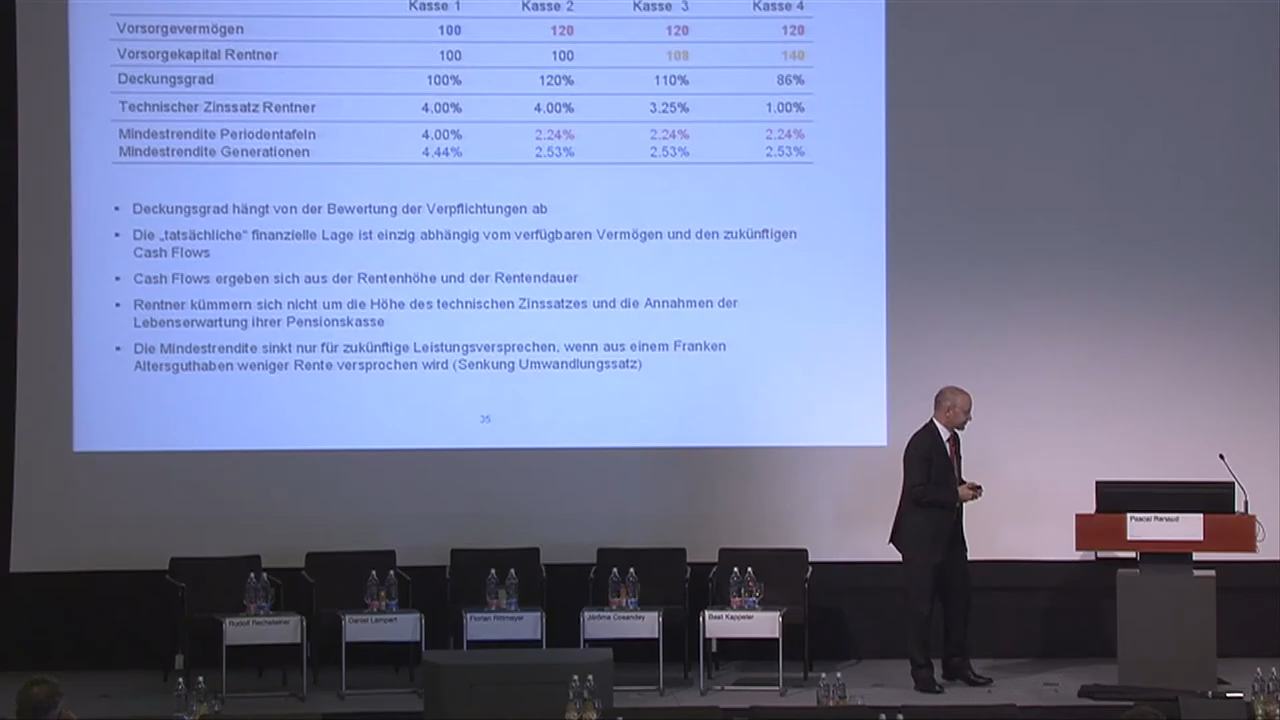 Kasse 1 Kasse 2 Kasse 3 Kasse 4
Vorsorgevermögen 100 120 120 120
Vorsorgekapital Rentner 100 100 108 140
Deckungsgrad 100% 120% 110% 86%
Technischer Zinssatz Rentner 4.00% 4.00% 3.25% 1.00%
Mindestrendite Periodentafeln 4.00% 2.24% 2.24% 2.24%
Mindestrendite Generationen 4.44% 2.53% 2.53% 2.53%
Deckungsgrad hängt von der Bewertung der Verpflichtungen ab
Die „tatsächliche“ finanzielle Lage ist einzig abhängig vom verfügbaren Vermögen und den zukünftigen
Cash Flows
Cash Flows ergeben sich aus der Rentenhöhe und der Rentendauer
Rentner kümmern sich nicht um die Höhe des technischen Zinssatzes und die Annahmen der
Lebenserwartung ihrer Pensionskasse
Die Mindestrendite sinkt nur für zukünftige Leistungsversprechen, wenn aus einem Franken
Altersguthaben weniger Rente versprochen wird (Senkung Umwandlungssatz)
35
Pascal
Rudolf Rechsteiner
Daniel Lampart
Florian Rittmeyer
Jérôme Cosandey
Beat Kappeler